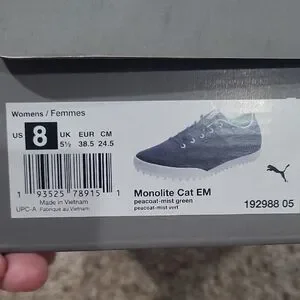 Women's / Femmes
US 8 UK EUR CM
5½ 38.5 24.5
1 93525 78915 1
Made in Vietnam
UPC-A Fabriqué au Vietnam
Monolite Cat EM
peacoat-mist green
peacoat-mist vert
PUMA
192988 05